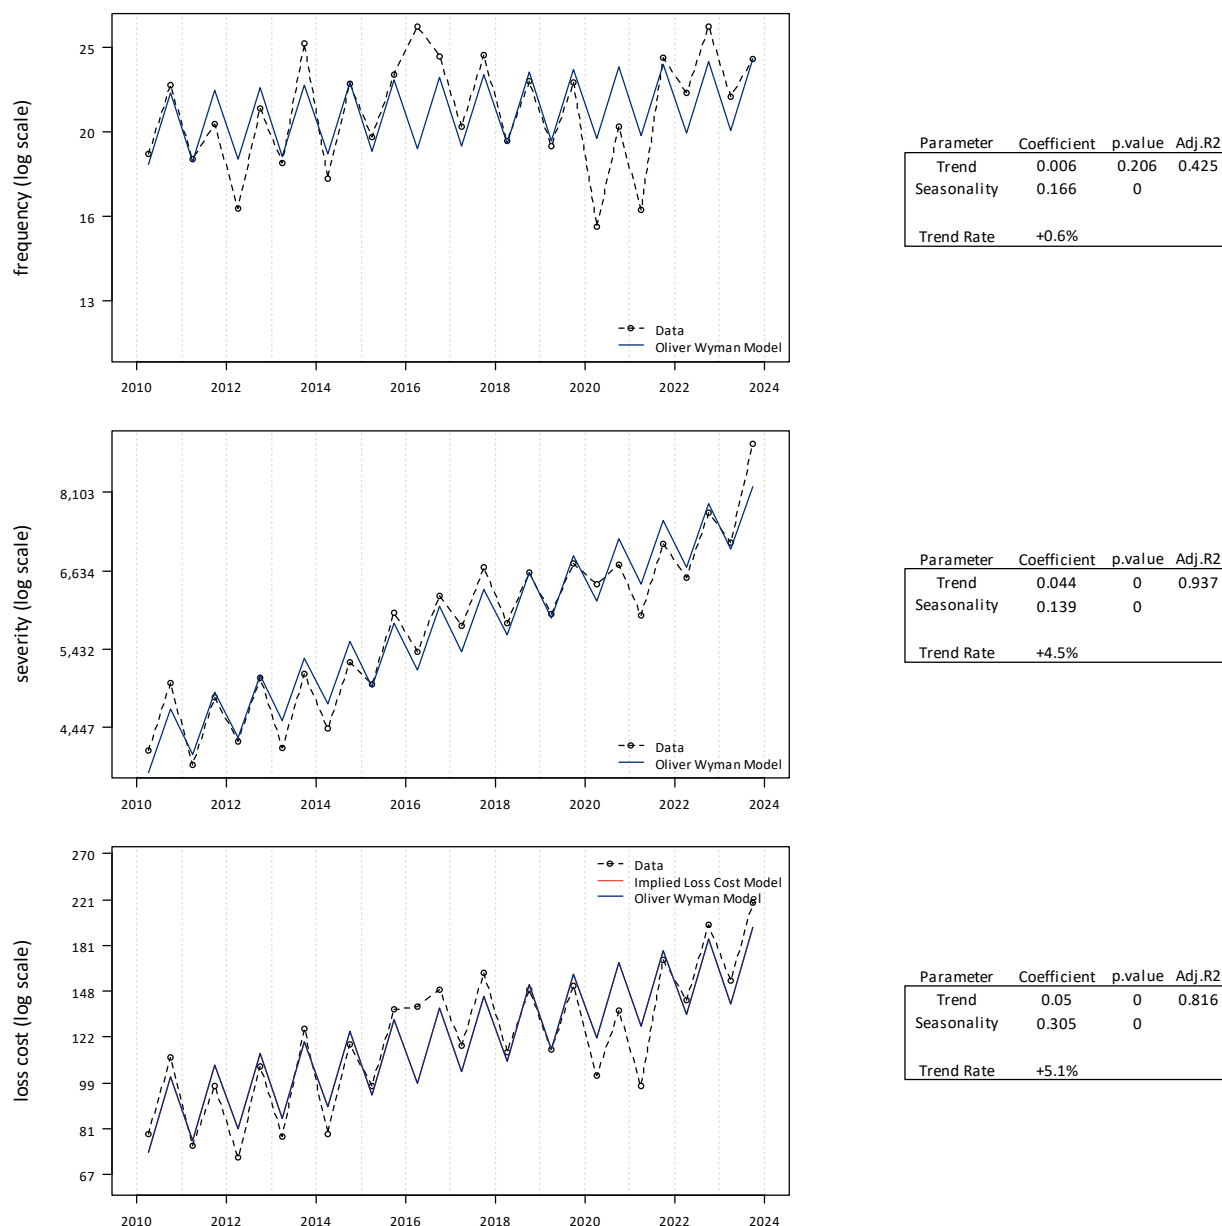 frequency (log scale)
25
20
16
13
Data
Oliver Wyman Model
2010 2012 2014 2016 2018 2020 2022 2024
Parameter Coefficient p.value Adj.R2
Trend 0.006 0.206 0.425
Seasonality 0.166 0
Trend Rate +0.6%
severity (log scale)
8,103
6,634
5,432
4,447
Data
Oliver Wyman Model
2010 2012 2014 2016 2018 2020 2022 2024
Parameter Coefficient p.value Adj.R2
Trend 0.044 0 0.937
Seasonality 0.139 0
Trend Rate +4.5%
loss cost (log scale)
270
221
181
148
122
99
81
67
Data
Implied Loss Cost Model
Oliver Wyman Model
2010 2012 2014 2016 2018 2020 2022 2024
Parameter Coefficient p.value Adj.R2
Trend 0.05 0 0.816
Seasonality 0.305 0
Trend Rate +5.1%